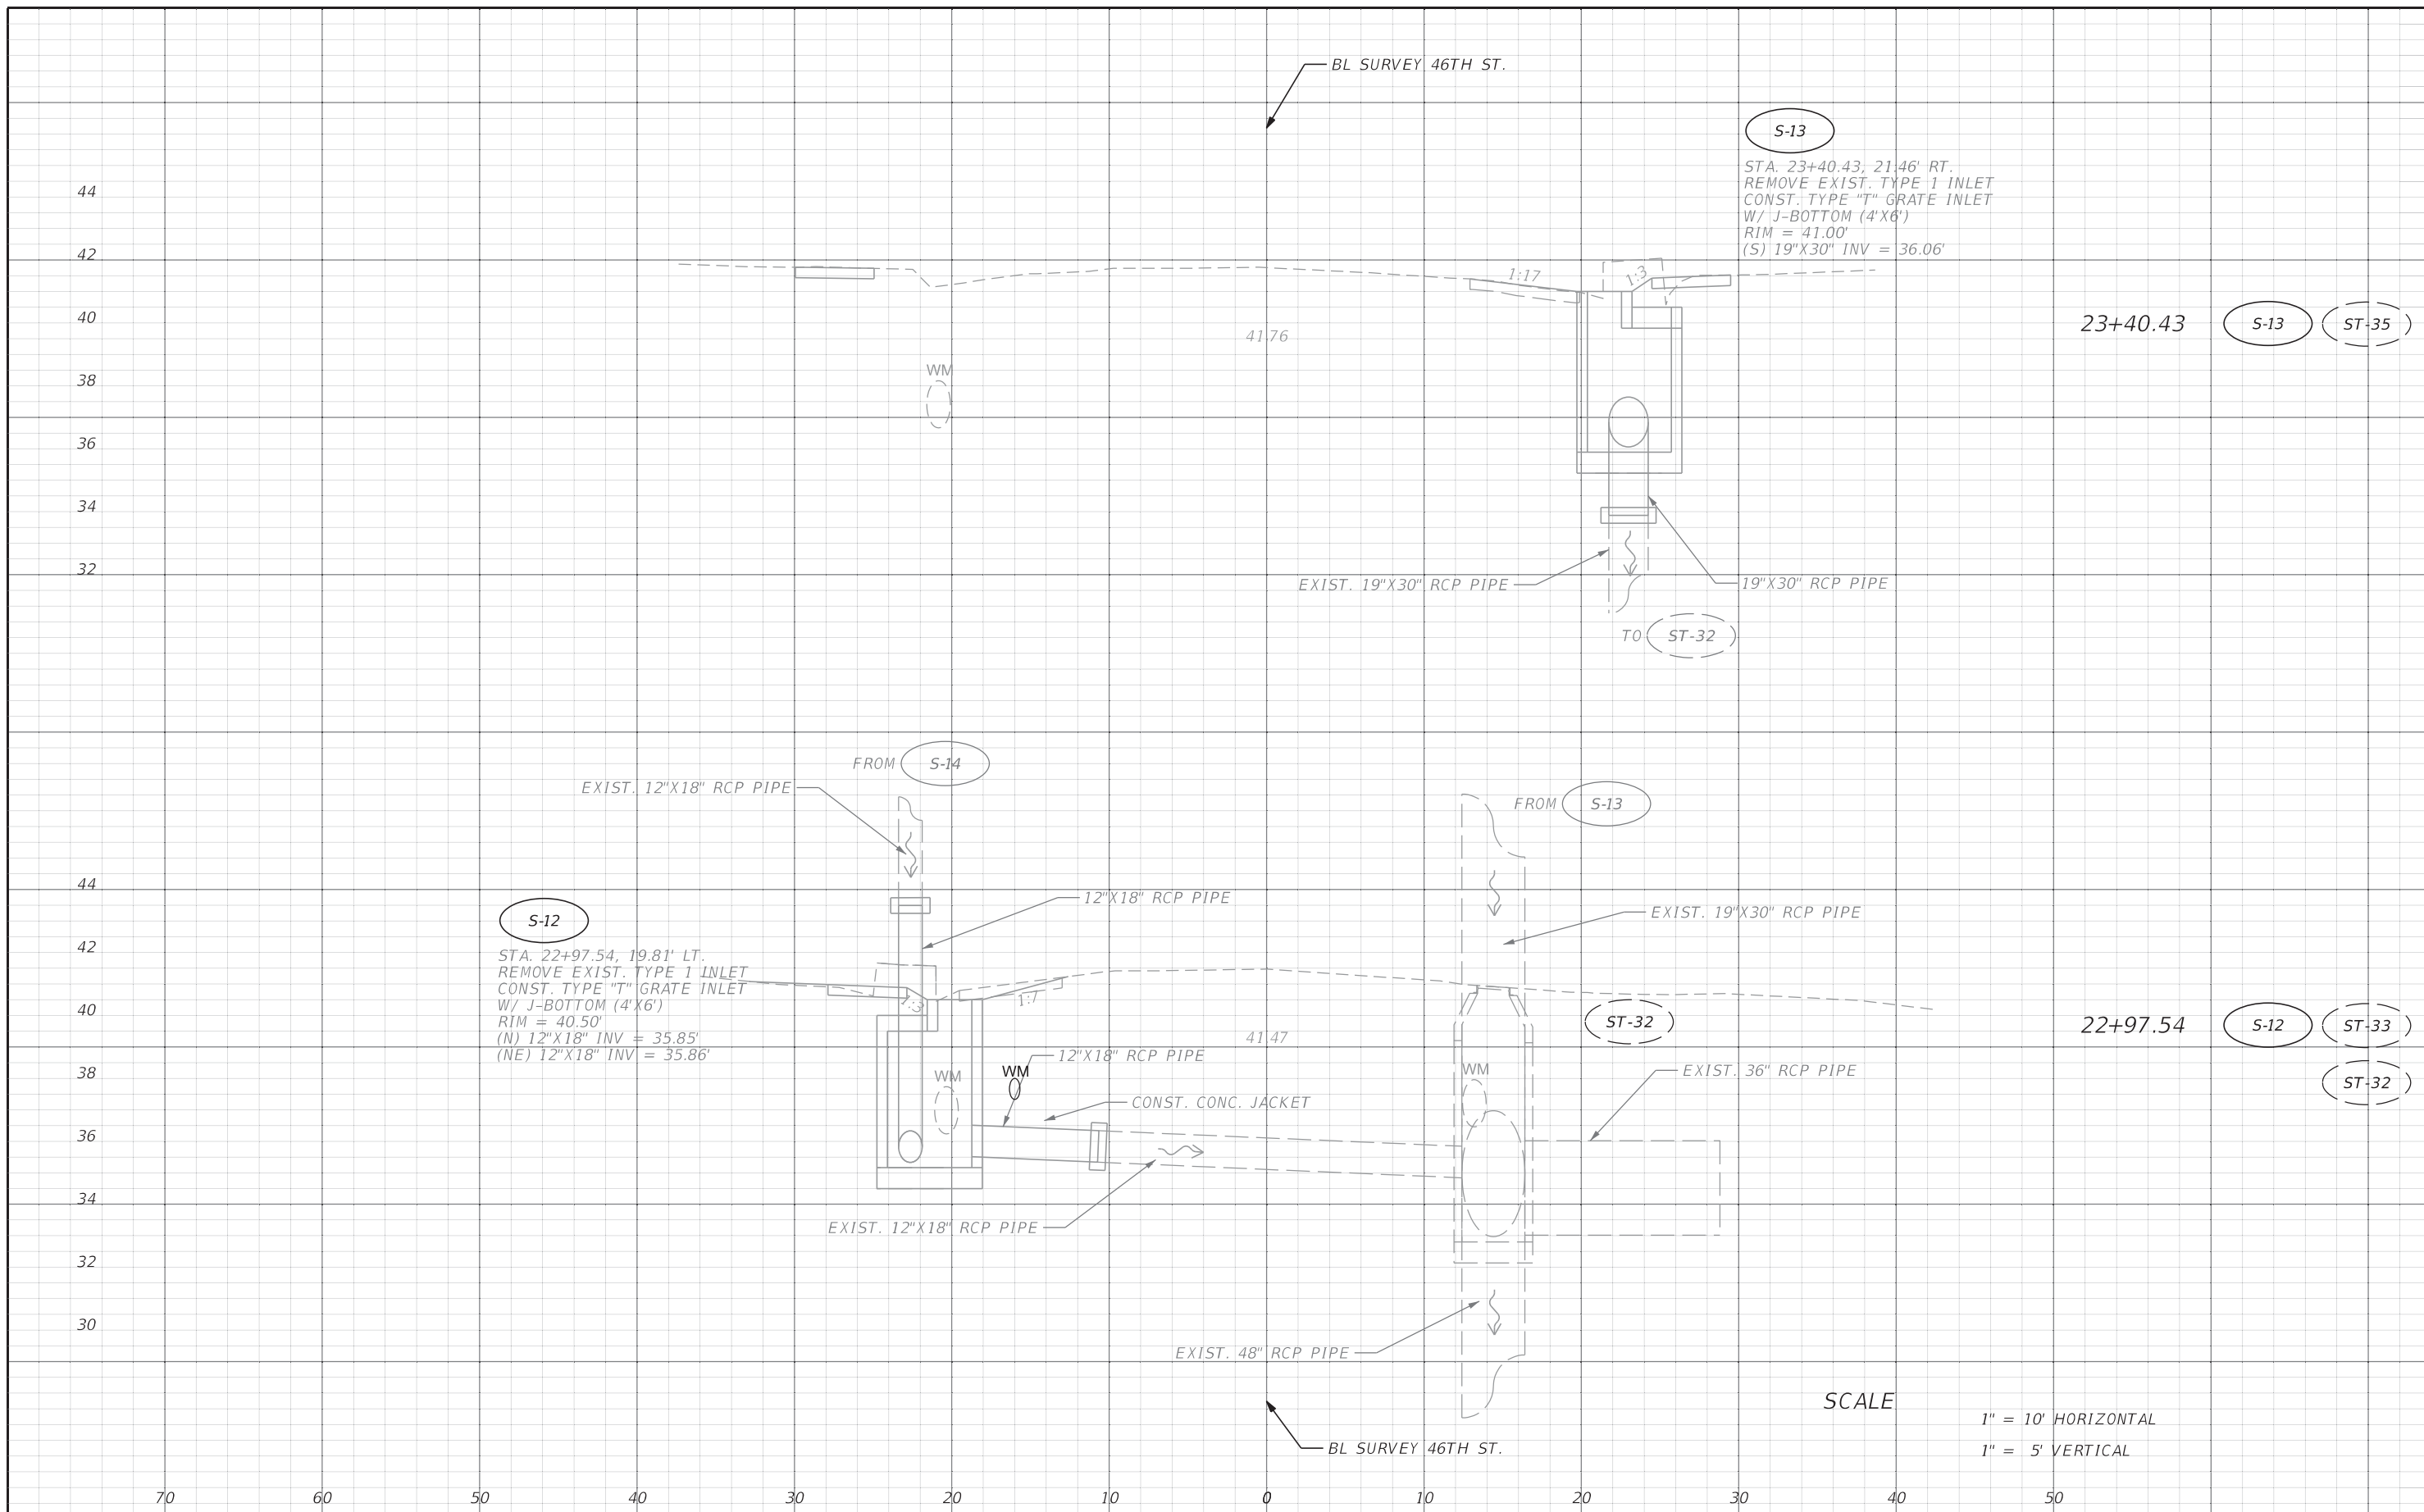 BL SURVEY 46TH ST.
S-13
STA. 23+40.43, 21.46' RT.
REMOVE EXIST. TYPE 1 INLET
CONST. TYPE "T" GRATE INLET
W/ J-BOTTOM (4'X6')
RIM = 41.00'
(S) 19"X30" INV = 36.06'
44
42
40
38
36
34
32
1:17
1:3
41.76
WM
23+40.43
S-13
ST-35
EXIST. 19"X30" RCP PIPE
19"X30" RCP PIPE
TO ST-32
FROM S-14
EXIST. 12"X18" RCP PIPE
FROM S-13
44
42
40
38
36
34
32
30
12"X18" RCP PIPE
EXIST. 19"X30" RCP PIPE
S-12
STA. 22+97.54, 19.81' LT.
REMOVE EXIST. TYPE 1 INLET
CONST. TYPE "T" GRATE INLET
W/ J-BOTTOM (4'X6')
RIM = 40.50'
(N) 12"X18" INV = 35.85'
(NE) 12"X18" INV = 35.86'
1:3
1:7
41.47
ST-32
22+97.54
S-12
ST-33
ST-32
12"X18" RCP PIPE
WM
WM
WM
EXIST. 36" RCP PIPE
CONST. CONC. JACKET
EXIST. 12"X18" RCP PIPE
EXIST. 48" RCP PIPE
SCALE
1" = 10' HORIZONTAL
1" = 5' VERTICAL
BL SURVEY 46TH ST.
70 60 50 40 30 20 10 0 10 20 30 40 50